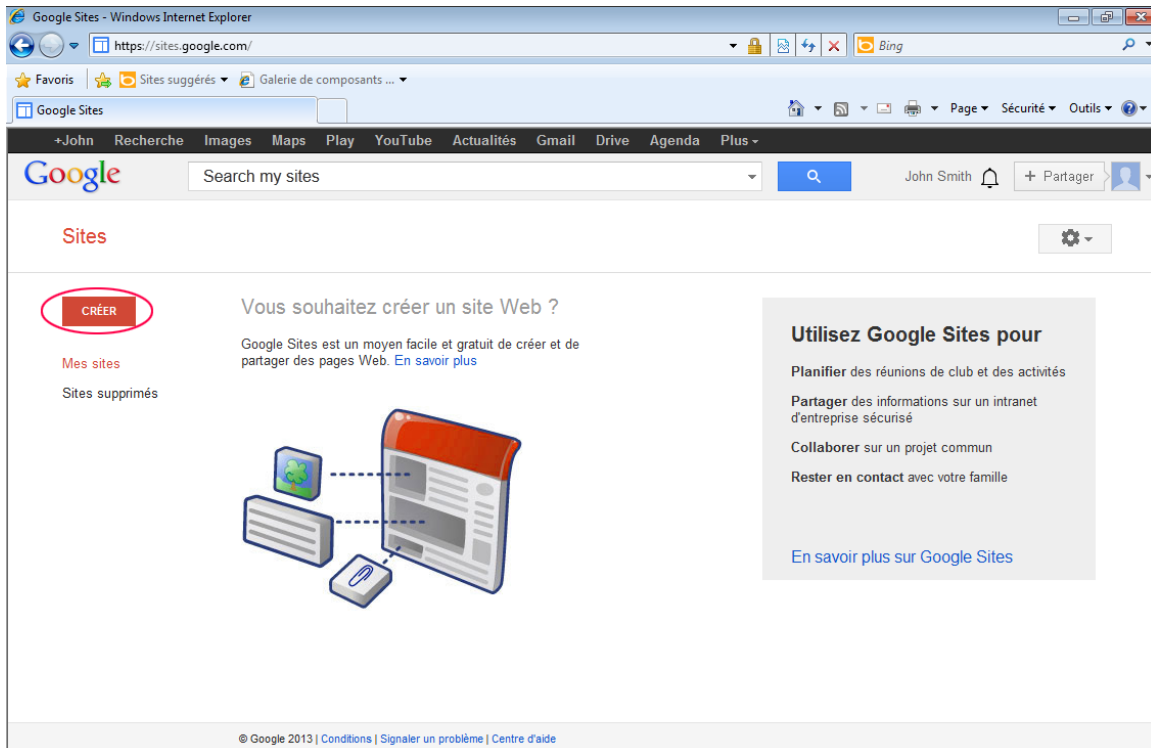 Google Sites - Windows Internet Explorer
https://sites.google.com/
Bing
Favoris Sites suggérés Galerie de composants ...
Google Sites Page Sécurité Outils
+John Recherche Images Maps Play YouTube Actualités Gmail Drive Agenda Plus
Google Search my sites John Smith + Partager
Sites
CRÉER
Mes sites
Sites supprimés
Vous souhaitez créer un site Web ?
Google Sites est un moyen facile et gratuit de créer et de
partager des pages Web. En savoir plus
Utilisez Google Sites pour
Planifier des réunions de club et des activités
Partager des informations sur un intranet
d'entreprise sécurisé
Collaborer sur un projet commun
Rester en contact avec votre famille
En savoir plus sur Google Sites
© Google 2013 | Conditions | Signaler un problème | Centre d'aide